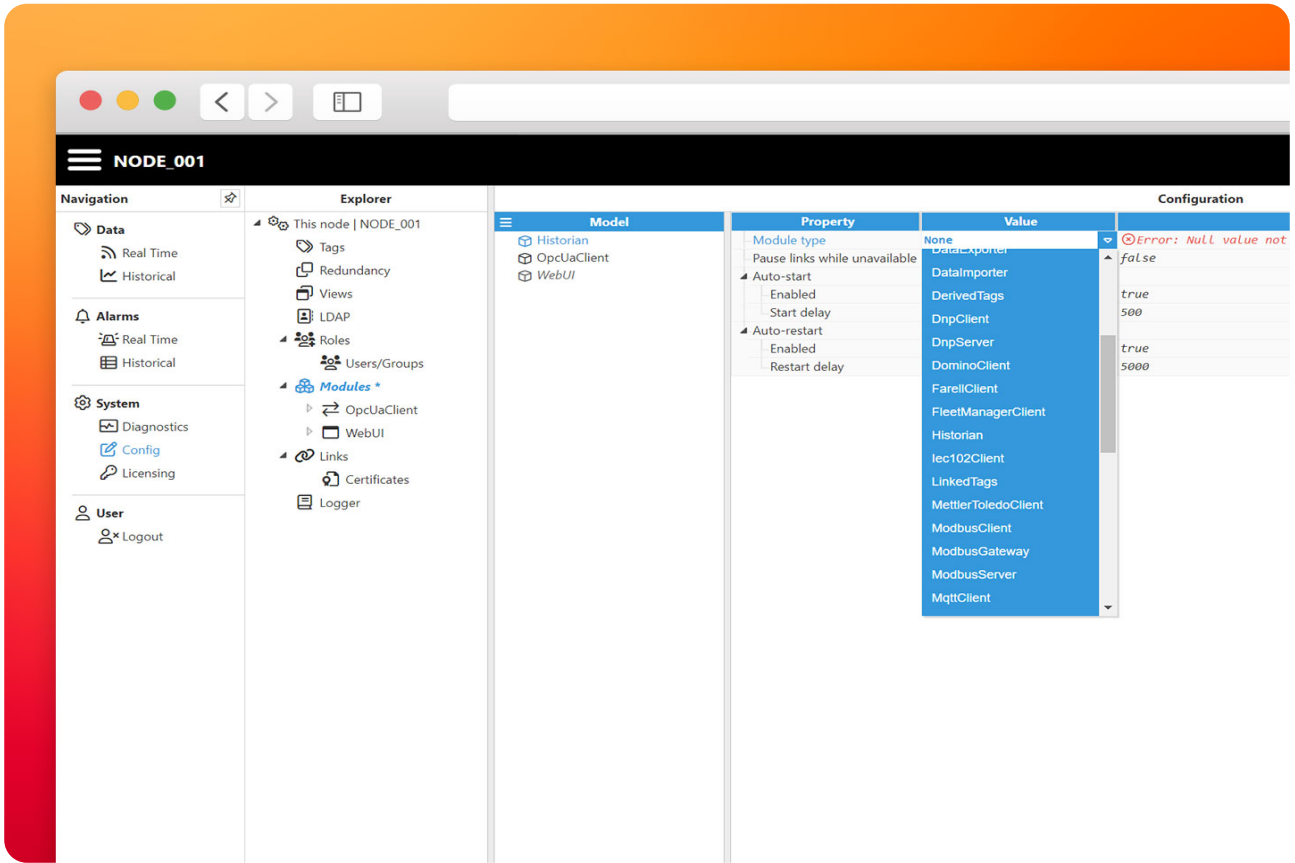 NODE_001
Navigation
Data
Real Time
Historical
Alarms
Real Time
Historical
System
Diagnostics
Config
Licensing
User
Logout
Explorer
This node | NODE_001
Tags
Redundancy
Views
LDAP
Roles
Users/Groups
Modules *
OpcUaClient
WebUI
Links
Certificates
Logger
Configuration
Model
Historian
OpcUaClient
WebUI
Property Value
Module type None Error: Null value not
Pause links while unavailable false
Auto-start
Enabled true
Start delay 500
Auto-restart
Enabled true
Restart delay 5000
DataExporter
DataImporter
DerivedTags
DnpClient
DnpServer
DominoClient
FarellClient
FleetManagerClient
Historian
Iec102Client
LinkedTags
MettlerToledoClient
ModbusClient
ModbusGateway
ModbusServer
MqttClient